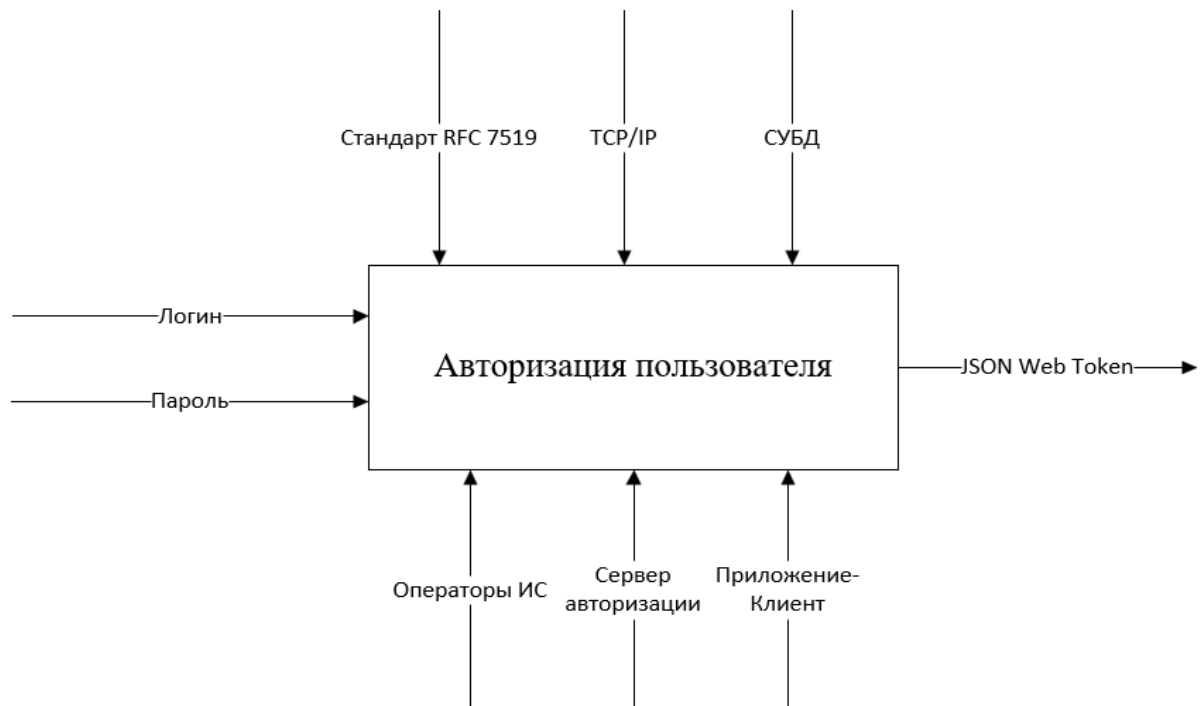 Стандарт RFC 7519
TCP/IP
СУБД
Логин
Авторизация пользователя
JSON Web Token
Пароль
Операторы ИС
Сервер
авторизации
Приложение-
Клиент